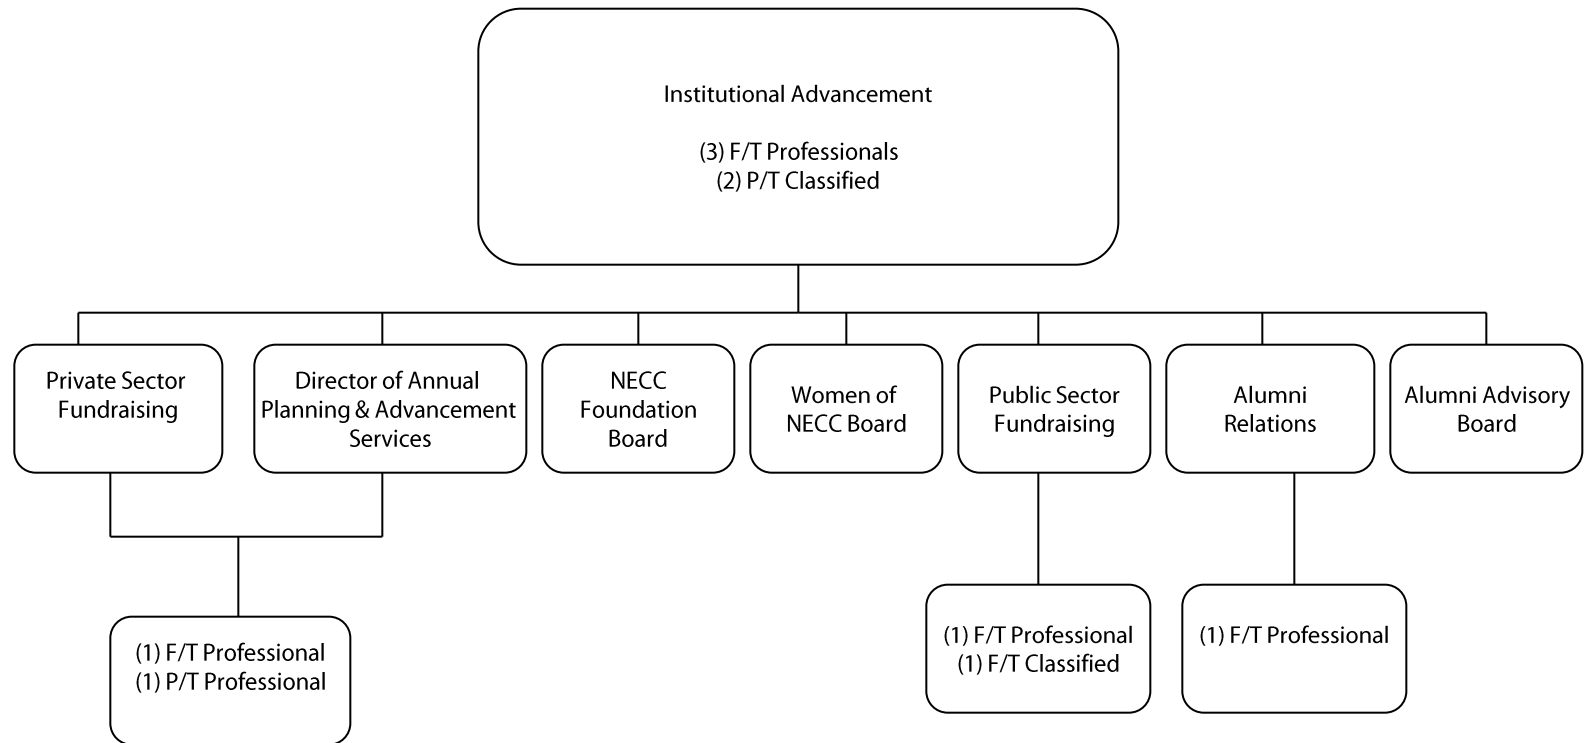 Institutional Advancement
(3) F/T Professionals
(2) P/T Classified
Private Sector
Fundraising
Director of Annual
Planning & Advancement
Services
NECC
Foundation
Board
Women of
NECC Board
Public Sector
Fundraising
Alumni
Relations
Alumni Advisory
Board
(1) F/T Professional
(1) P/T Professional
(1) F/T Professional
(1) F/T Classified
(1) F/T Professional